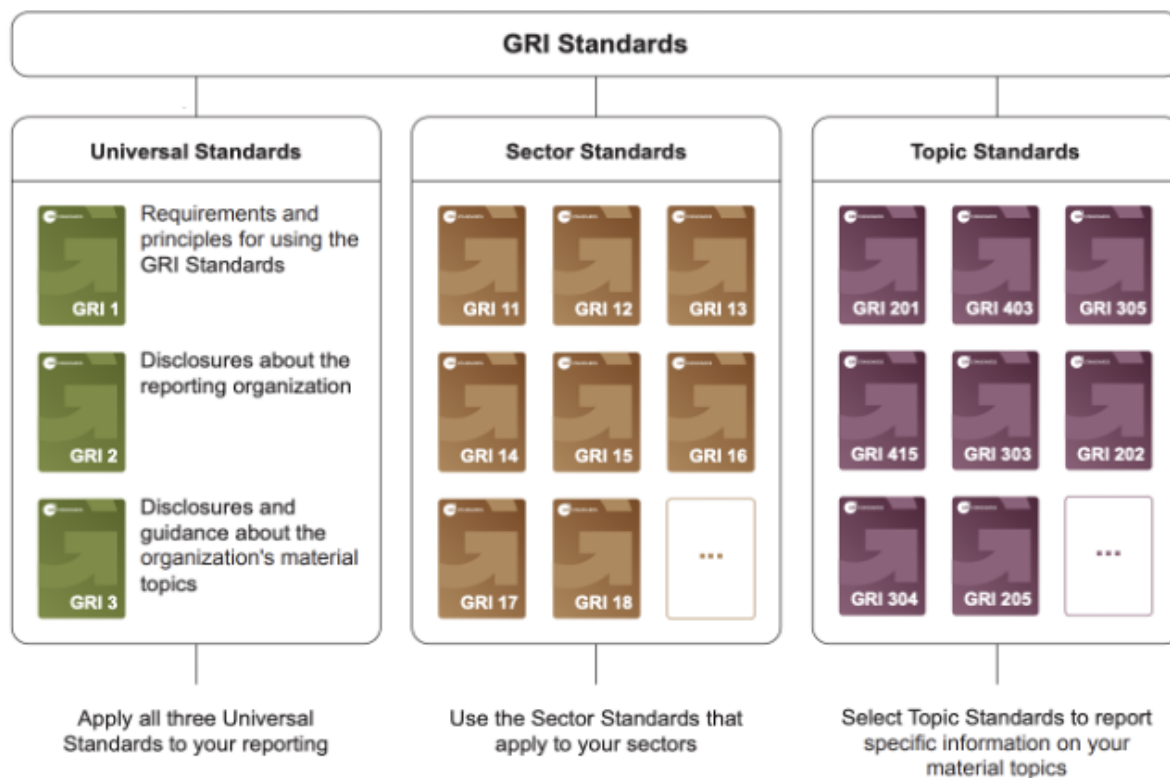 GRI Standards
Universal Standards
Requirements and
principles for using the
GRI Standards
GRI 1
Disclosures about the
reporting organization
GRI 2
Disclosures and
guidance about the
organization's material
topics
GRI 3
Apply all three Universal
Standards to your reporting
Sector Standards
GRI 11
GRI 12
GRI 13
GRI 14
GRI 15
GRI 16
GRI 17
GRI 18
...
Use the Sector Standards that
apply to your sectors
Topic Standards
GRI 201
GRI 403
GRI 305
GRI 415
GRI 303
GRI 202
GRI 304
GRI 205
...
Select Topic Standards to report
specific information on your
material topics